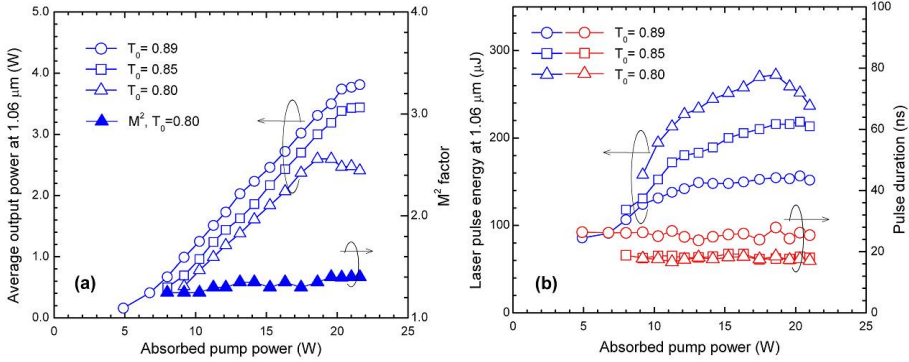 5.0
4.0
3.0
2.0
1.0
0.0
Average output power at 1.06 μm (W)
T₀= 0.89
T₀= 0.85
T₀= 0.80
M², T₀=0.80
(a)
0 5 10 15 20 25
Absorbed pump power (W)
4.0
3.0
2.0
1.0
M² factor
350
300
250
200
150
100
50
0
Laser pulse energy at 1.06 μm (μJ)
T₀= 0.89
T₀= 0.85
T₀= 0.80
(b)
0 5 10 15 20 25
Absorbed pump power (W)
100
80
60
40
20
0
Pulse duration (ns)